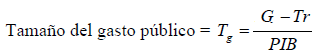 Tamaño del gasto público = T_g = (G − Tr) / PIB